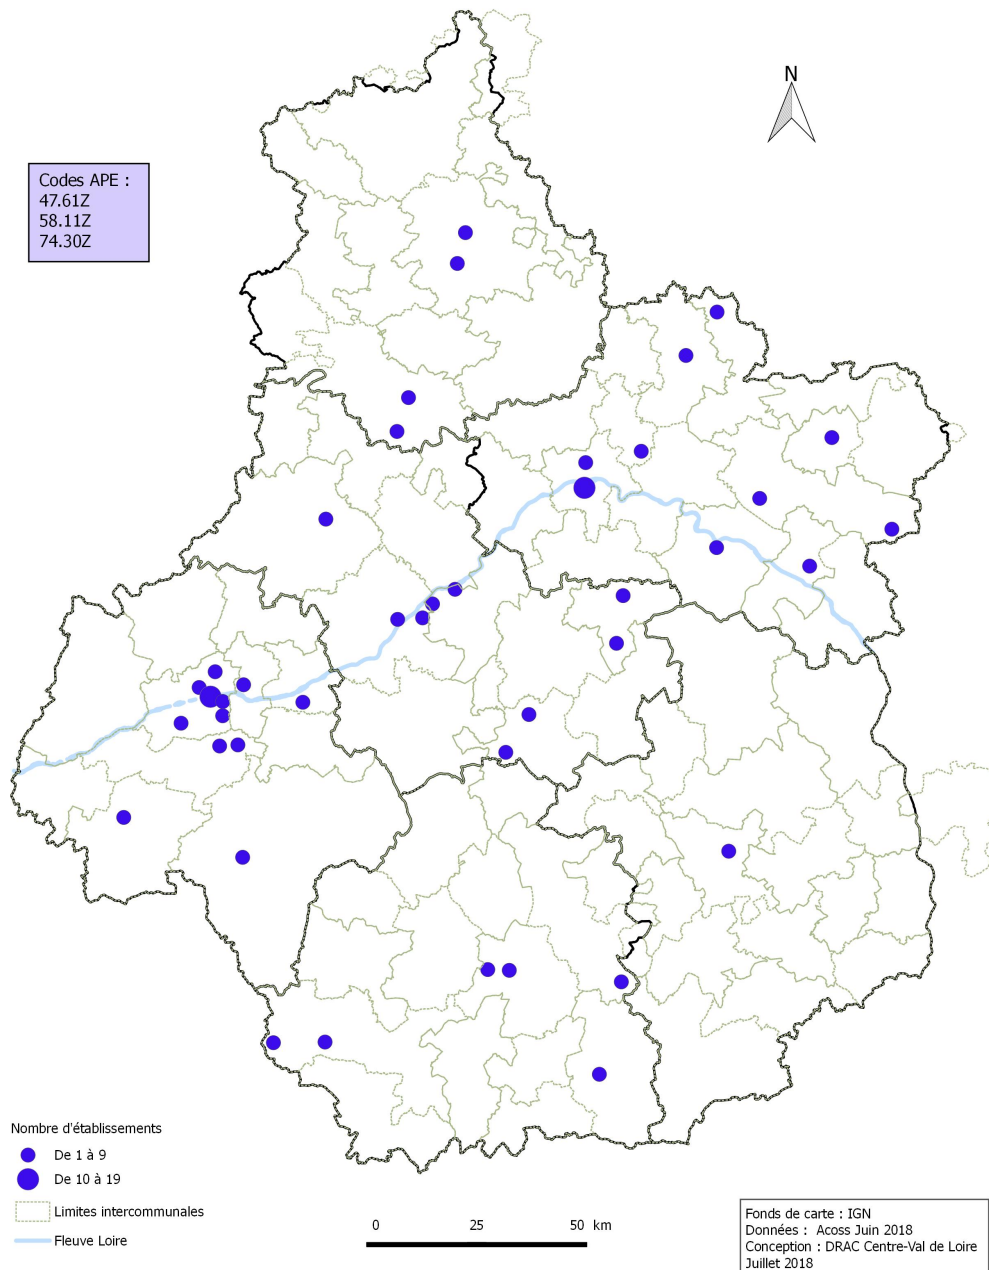 N
Codes APE :
47.61Z
58.11Z
74.30Z
Nombre d'établissements
De 1 à 9
De 10 à 19
Limites intercommunales
Fleuve Loire
0 25 50 km
Fonds de carte : IGN
Données : Acoss Juin 2018
Conception : DRAC Centre-Val de Loire
Juillet 2018